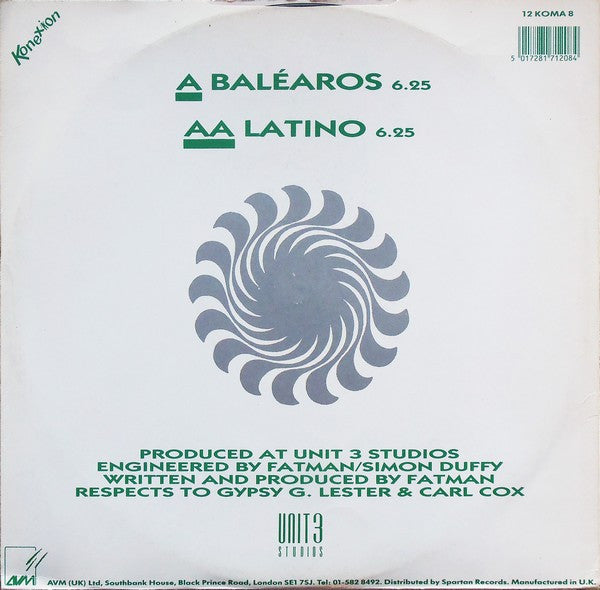 Konexion
12 KOMA 8
5 017281 712084
A BALÉAROS 6.25
AA LATINO 6.25
PRODUCED AT UNIT 3 STUDIOS
ENGINEERED BY FATMAN/SIMON DUFFY
WRITTEN AND PRODUCED BY FATMAN
RESPECTS TO GYPSY G. LESTER & CARL COX
UNIT 3
STUDIOS
AVM
AVM (UK) Ltd, Southbank House, Black Prince Road, London SE1 7SJ. Tel: 01-582 8492. Distributed by Spartan Records. Manufactured in U.K.